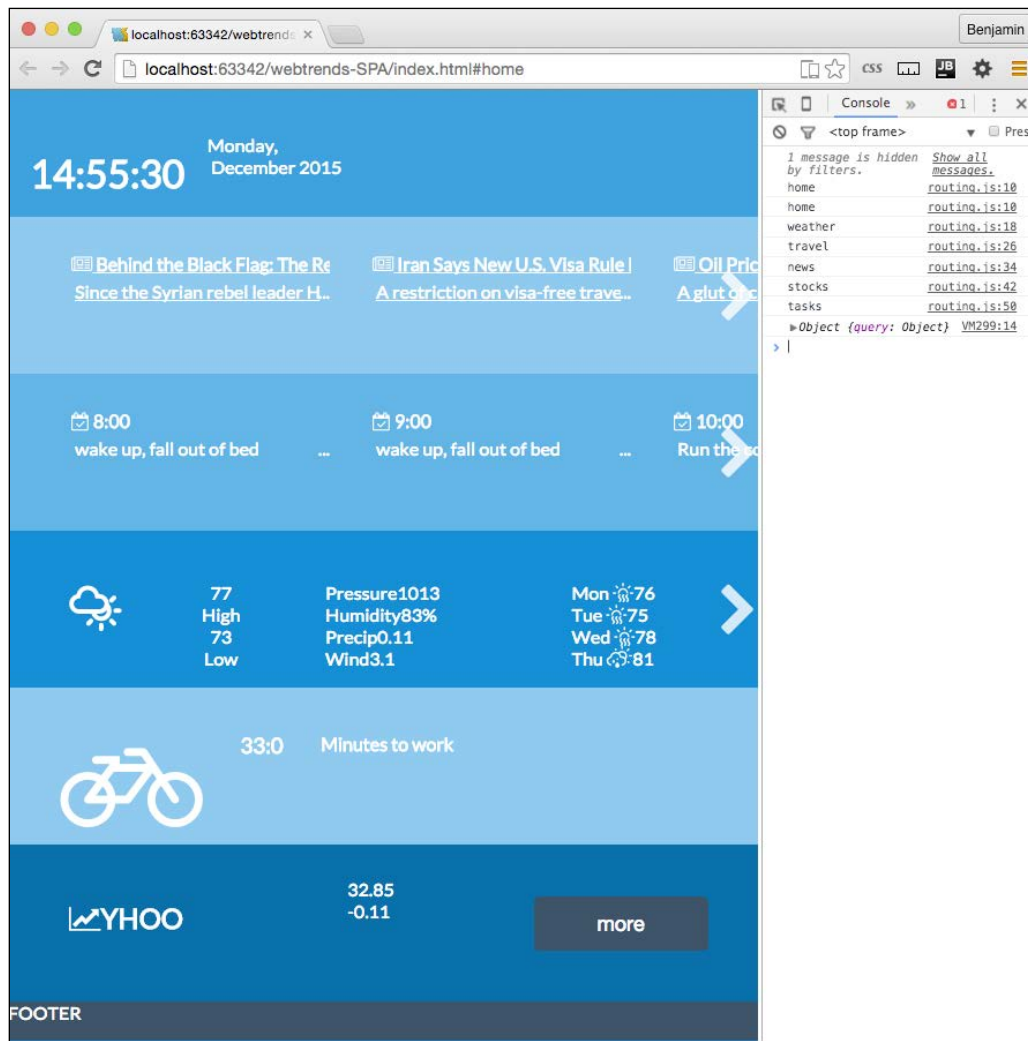 localhost:63342/webtrends
Benjamin
localhost:63342/webtrends-SPA/index.html#home
css
JB
Console
1
<top frame>
Pres
14:55:30
Monday,
December 2015
1 message is hidden by filters.
Show all messages.
home routing.js:10
home routing.js:10
weather routing.js:18
travel routing.js:26
news routing.js:34
stocks routing.js:42
tasks routing.js:50
Object {query: Object} VM299:14
Behind the Black Flag: The Re
Since the Syrian rebel leader H...
Iran Says New U.S. Visa Rule
A restriction on visa-free trave...
Oil Pric
A glut
8:00
wake up, fall out of bed ...
9:00
wake up, fall out of bed ...
10:00
Run the
77
High
73
Low
Pressure1013
Humidity83%
Precip0.11
Wind3.1
Mon 76
Tue 75
Wed 78
Thu 81
33:0 Minutes to work
YHOO
32.85
-0.11
more
FOOTER